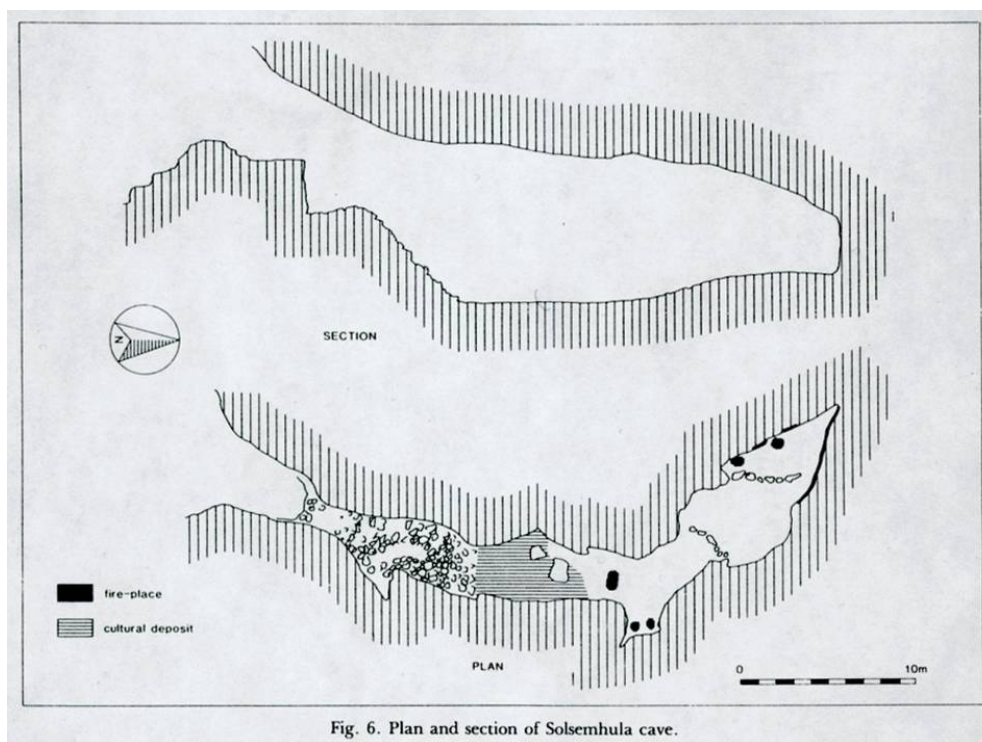 SECTION
N
fire-place
cultural deposit
PLAN
0 10m
Fig. 6. Plan and section of Solsemhula cave.